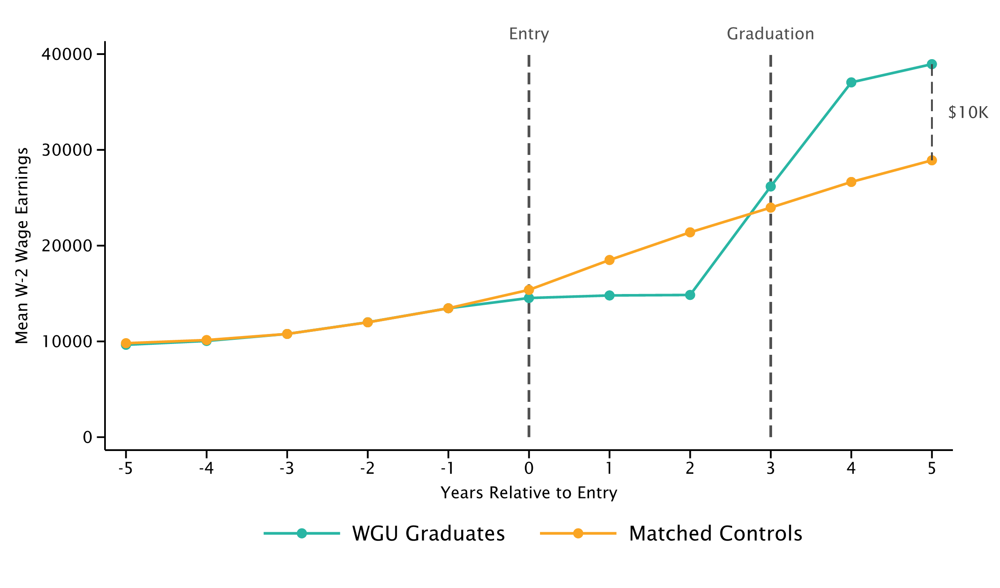 Entry
Graduation
40000
30000
20000
10000
0
Mean W-2 Wage Earnings
$10K
-5 -4 -3 -2 -1 0 1 2 3 4 5
Years Relative to Entry
WGU Graduates
Matched Controls